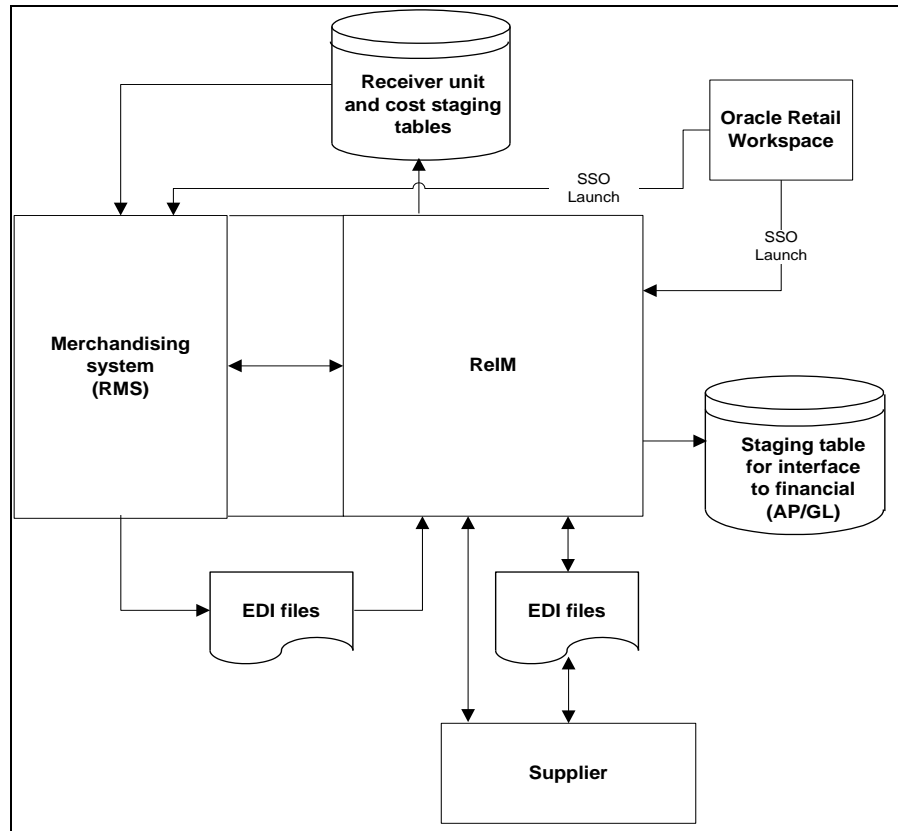 Receiver unit
and cost staging
tables
Oracle Retail
Workspace
SSO
Launch
SSO
Launch
Merchandising
system
(RMS)
ReIM
Staging table
for interface
to financial
(AP/GL)
EDI files
EDI files
Supplier